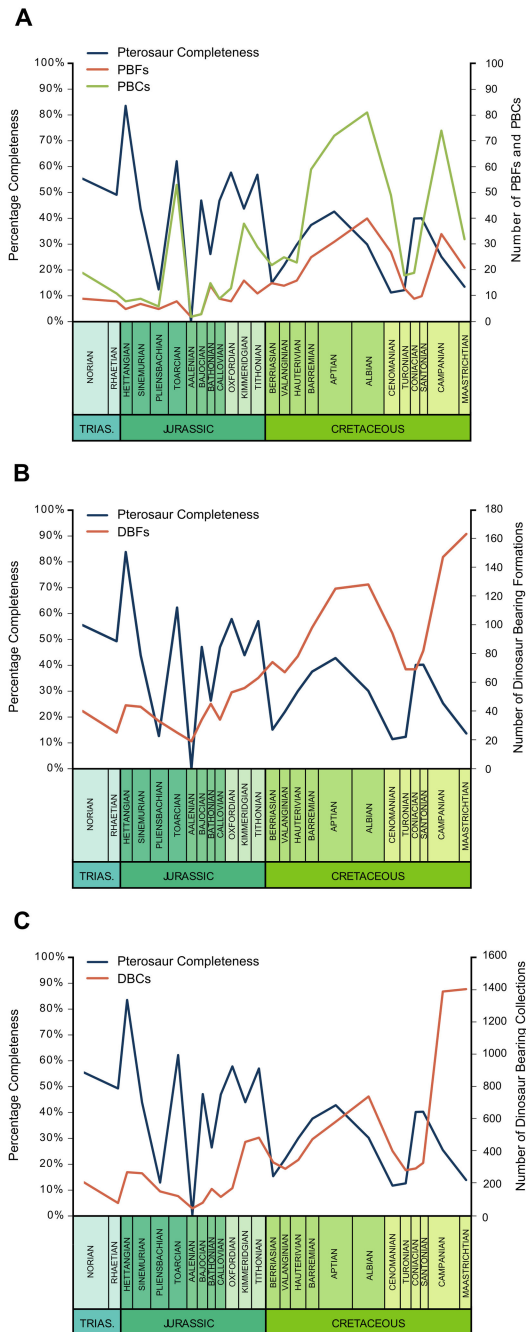 A
Pterosaur Completeness
PBFs
PBCs
100%
90%
80%
70%
60%
50%
40%
30%
20%
10%
0%
Percentage Completeness
100
90
80
70
60
50
40
30
20
10
0
Number of PBFs and PBCs
NORIAN
RHAETIAN
HETTANGIAN
SINEMURIAN
PLIENSBACHIAN
TOARCIAN
AALENIAN
BAJOCIAN
BATHONIAN
CALLOVIAN
OXFORDIAN
KIMMERIDGIAN
TITHONIAN
BERRIASIAN
VALANGINIAN
HAUTERIVIAN
BARREMIAN
APTIAN
ALBIAN
CENOMANIAN
TURONIAN
CONIACIAN
SANTONIAN
CAMPANIAN
MAASTRICHTIAN
TRIAS. JURASSIC CRETACEOUS
B
Pterosaur Completeness
DBFs
100%
90%
80%
70%
60%
50%
40%
30%
20%
10%
0%
Percentage Completeness
180
160
140
120
100
80
60
40
20
0
Number of Dinosaur Bearing Formations
NORIAN
RHAETIAN
HETTANGIAN
SINEMURIAN
PLIENSBACHIAN
TOARCIAN
AALENIAN
BAJOCIAN
BATHONIAN
CALLOVIAN
OXFORDIAN
KIMMERIDGIAN
TITHONIAN
BERRIASIAN
VALANGINIAN
HAUTERIVIAN
BARREMIAN
APTIAN
ALBIAN
CENOMANIAN
TURONIAN
CONIACIAN
SANTONIAN
CAMPANIAN
MAASTRICHTIAN
TRIAS. JURASSIC CRETACEOUS
C
Pterosaur Completeness
DBCs
100%
90%
80%
70%
60%
50%
40%
30%
20%
10%
0%
Percentage Completeness
1600
1400
1200
1000
800
600
400
200
0
Number of Dinosaur Bearing Collections
NORIAN
RHAETIAN
HETTANGIAN
SINEMURIAN
PLIENSBACHIAN
TOARCIAN
AALENIAN
BAJOCIAN
BATHONIAN
CALLOVIAN
OXFORDIAN
KIMMERIDGIAN
TITHONIAN
BERRIASIAN
VALANGINIAN
HAUTERIVIAN
BARREMIAN
APTIAN
ALBIAN
CENOMANIAN
TURONIAN
CONIACIAN
SANTONIAN
CAMPANIAN
MAASTRICHTIAN
TRIAS. JURASSIC CRETACEOUS